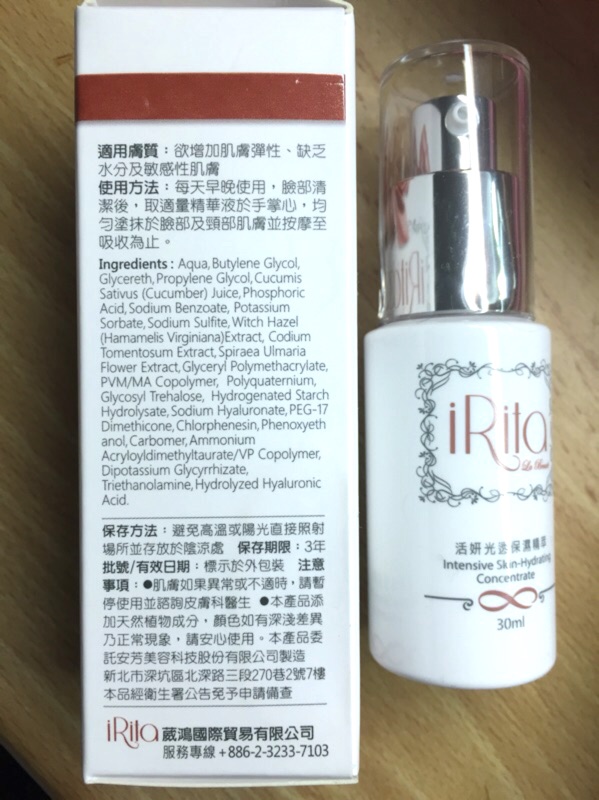 適用膚質：欲增加肌膚彈性、缺乏
水分及敏感性肌膚
使用方法：每天早晚使用，臉部清
潔後，取適量精華液於手掌心，均
勻塗抹於臉部及頸部肌膚並按摩至
吸收為止。
Ingredients : Aqua, Butylene Glycol,
Glycereth, Propylene Glycol, Cucumis
Sativus (Cucumber) Juice, Phosphoric
Acid, Sodium Benzoate, Potassium
Sorbate, Sodium Sulfite, Witch Hazel
(Hamamelis Virginiana)Extract, Codium
Tomentosum Extract, Spiraea Ulmaria
Flower Extract, Glyceryl Polymethacrylate,
PVM/MA Copolymer, Polyquaternium,
Glycosyl Trehalose, Hydrogenated Starch
Hydrolysate, Sodium Hyaluronate, PEG-17
Dimethicone, Chlorphenesin, Phenoxyeth
anol, Carbomer, Ammonium
Acryloyldimethyltaurate/VP Copolymer,
Dipotassium Glycyrrhizate,
Triethanolamine, Hydrolyzed Hyaluronic
Acid.
保存方法：避免高溫或陽光直接照射
場所並存放於陰涼處 保存期限：3年
批號/有效日期：標示於外包裝 注意
事項：●肌膚如果異常或不適時，請暫
停使用並諮詢皮膚科醫生 ●本產品添
加天然植物成分，顏色如有深淺差異
乃正常現象，請安心使用。本產品委
託安芳美容科技股份有限公司製造
新北市深坑區北深路三段270巷2號7樓
本品經衛生署公告免予申請備查
iRita 葳鴻國際貿易有限公司
服務專線 +886-2-3233-7103
iRita
活妍光透保濕精萃
Intensive Skin-Hydrating
Concentrate
30ml